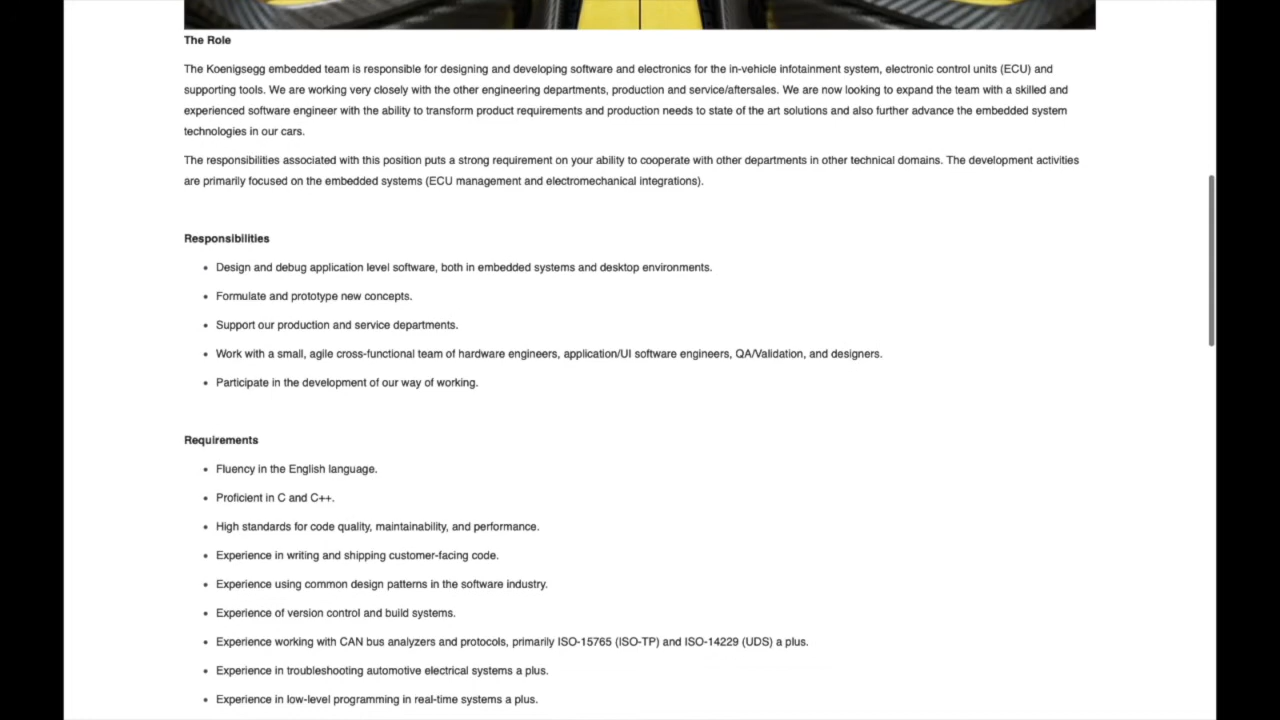 The Role
The Koenigsegg embedded team is responsible for designing and developing software and electronics for the in-vehicle infotainment system, electronic control units (ECU) and
supporting tools. We are working very closely with the other engineering departments, production and service/aftersales. We are now looking to expand the team with a skilled and
experienced software engineer with the ability to transform product requirements and production needs to state of the art solutions and also further advance the embedded system
technologies in our cars.
The responsibilities associated with this position puts a strong requirement on your ability to cooperate with other departments in other technical domains. The development activities
are primarily focused on the embedded systems (ECU management and electromechanical integrations).
Responsibilities
• Design and debug application level software, both in embedded systems and desktop environments.
• Formulate and prototype new concepts.
• Support our production and service departments.
• Work with a small, agile cross-functional team of hardware engineers, application/UI software engineers, QA/Validation, and designers.
• Participate in the development of our way of working.
Requirements
• Fluency in the English language.
• Proficient in C and C++.
• High standards for code quality, maintainability, and performance.
• Experience in writing and shipping customer-facing code.
• Experience using common design patterns in the software industry.
• Experience of version control and build systems.
• Experience working with CAN bus analyzers and protocols, primarily ISO-15765 (ISO-TP) and ISO-14229 (UDS) a plus.
• Experience in troubleshooting automotive electrical systems a plus.
• Experience in low-level programming in real-time systems a plus.